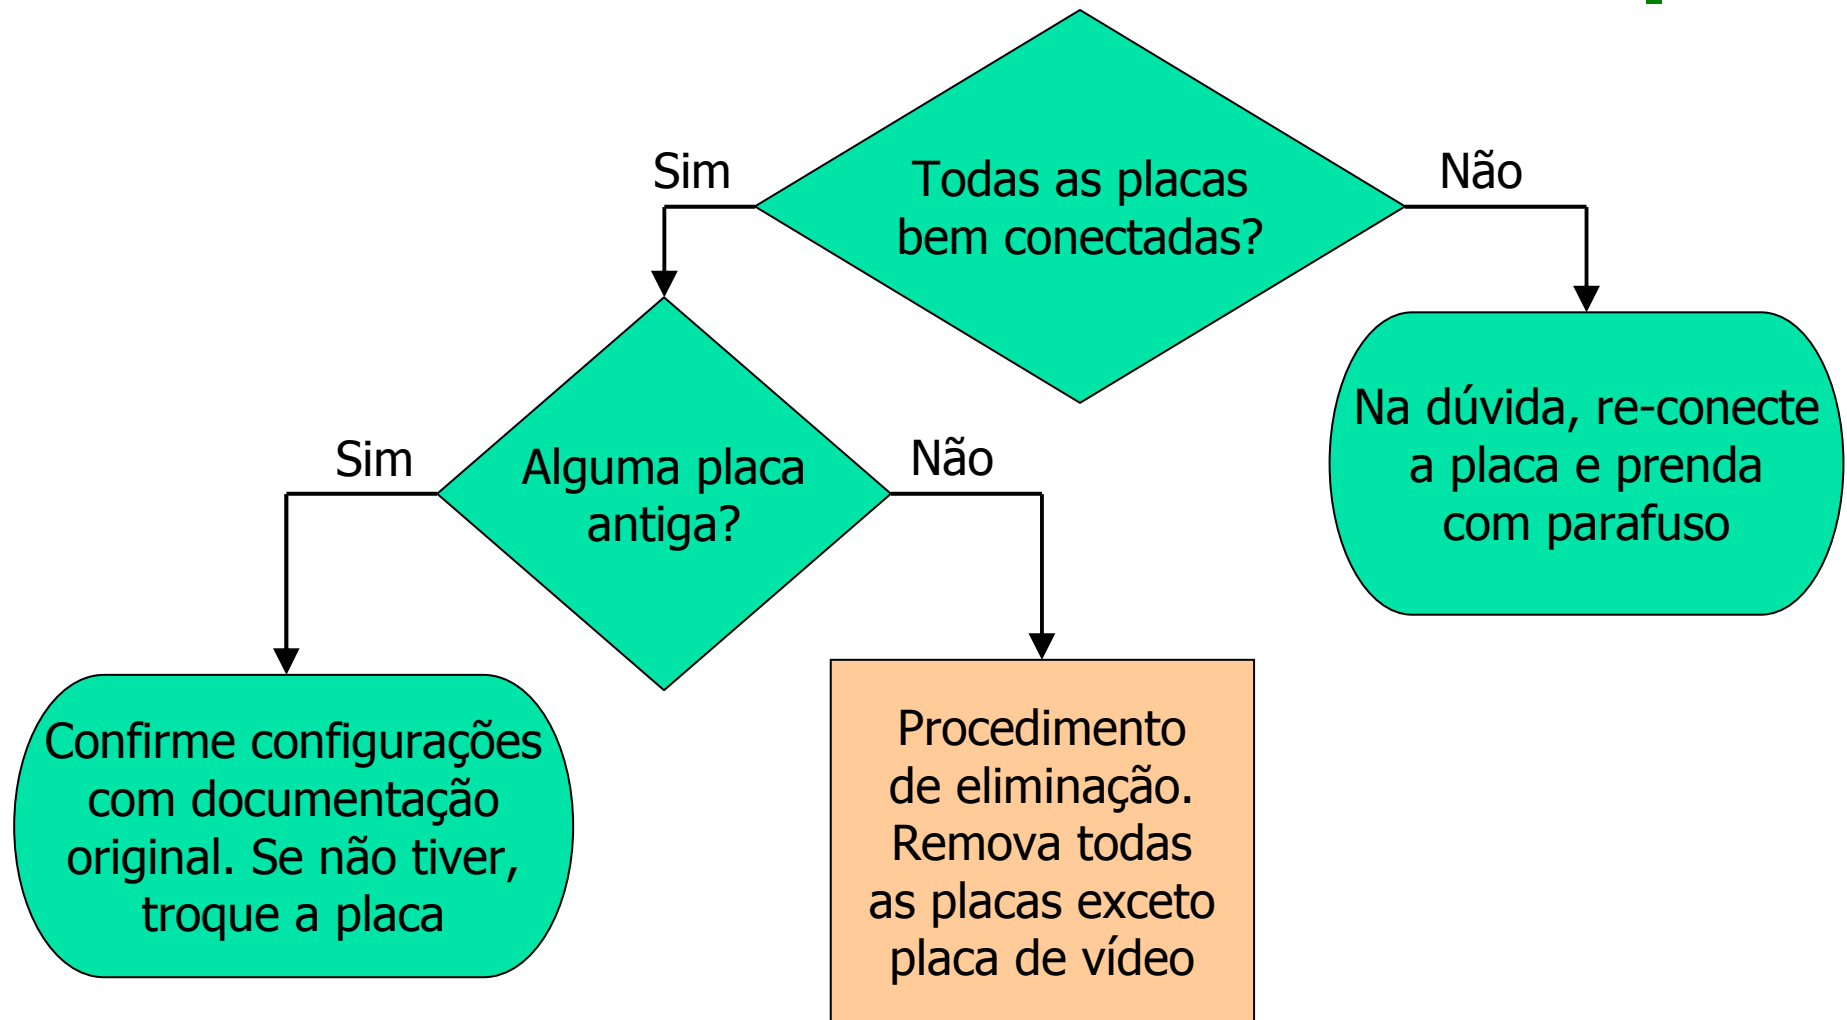 Sim
Todas as placas
bem conectadas?
Não
Sim
Alguma placa
antiga?
Não
Na dúvida, re-conecte
a placa e prenda
com parafuso
Confirme configurações
com documentação
original. Se não tiver,
troque a placa
Procedimento
de eliminação.
Remova todas
as placas exceto
placa de vídeo